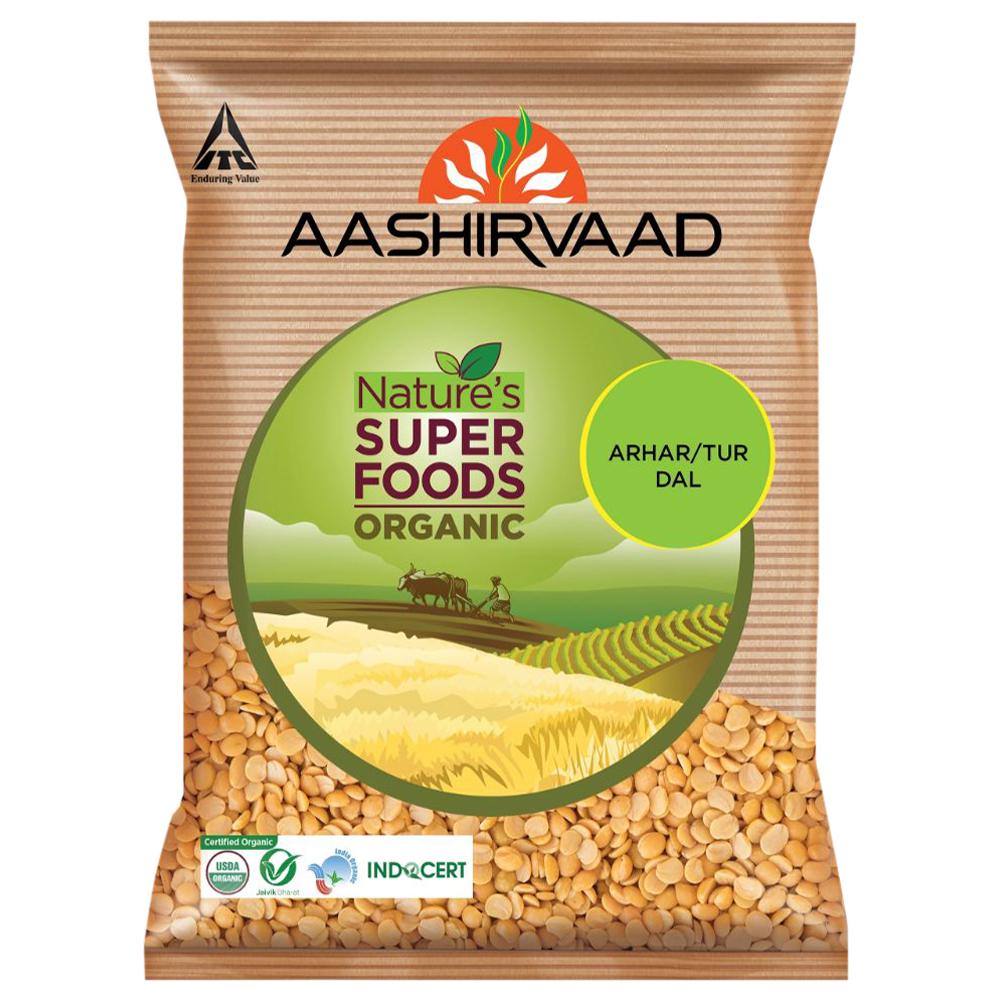 ITC
Enduring Value
AASHIRVAAD
Nature's
SUPER
FOODS
ORGANIC
ARHAR/TUR
DAL
Certified Organic
USDA
ORGANIC
Jaivik Bharat
India Organic
INDOCERT